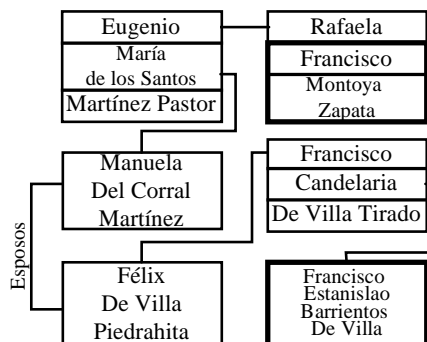 Eugenio
María
de los Santos
Martínez Pastor
Rafaela
Francisco
Montoya
Zapata
Manuela
Del Corral
Martínez
Francisco
Candelaria
De Villa Tirado
Esposos
Félix
De Villa
Piedrahita
Francisco
Estanislao
Barrientos
De Villa